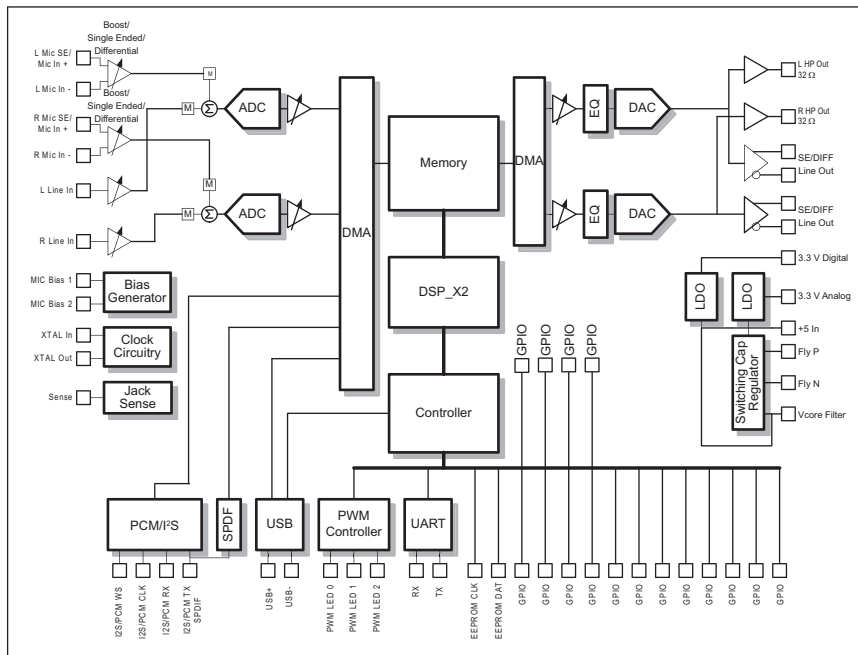 Boost/
Single Ended/
Differential
L Mic SE/
Mic In +
L Mic In -
M
Boost/
Single Ended/
Differential
M
Σ
ADC
R Mic SE/
Mic In +
R Mic In -
M
L Line In
M
Σ
ADC
R Line In
DMA
Memory
DMA
EQ
DAC
EQ
DAC
L HP Out
32 Ω
R HP Out
32 Ω
SE/DIFF
Line Out
SE/DIFF
Line Out
MIC Bias 1
MIC Bias 2
Bias
Generator
XTAL In
XTAL Out
Clock
Circuitry
Sense
Jack
Sense
DSP_X2
Controller
GPIO
GPIO
GPIO
GPIO
LDO
LDO
3.3 V Digital
3.3 V Analog
+5 In
Switching Cap
Regulator
Fly P
Fly N
Vcore Filter
PCM/I²S
SPDF
USB
PWM
Controller
UART
I2S/PCM WS
I2S/PCM CLK
I2S/PCM RX
I2S/PCM TX
SPDIF
USB+
USB-
PWM LED 0
PWM LED 1
PWM LED 2
RX
TX
EEPROM CLK
EEPROM DAT
GPIO
GPIO
GPIO
GPIO
GPIO
GPIO
GPIO
GPIO
GPIO
GPIO
GPIO
GPIO